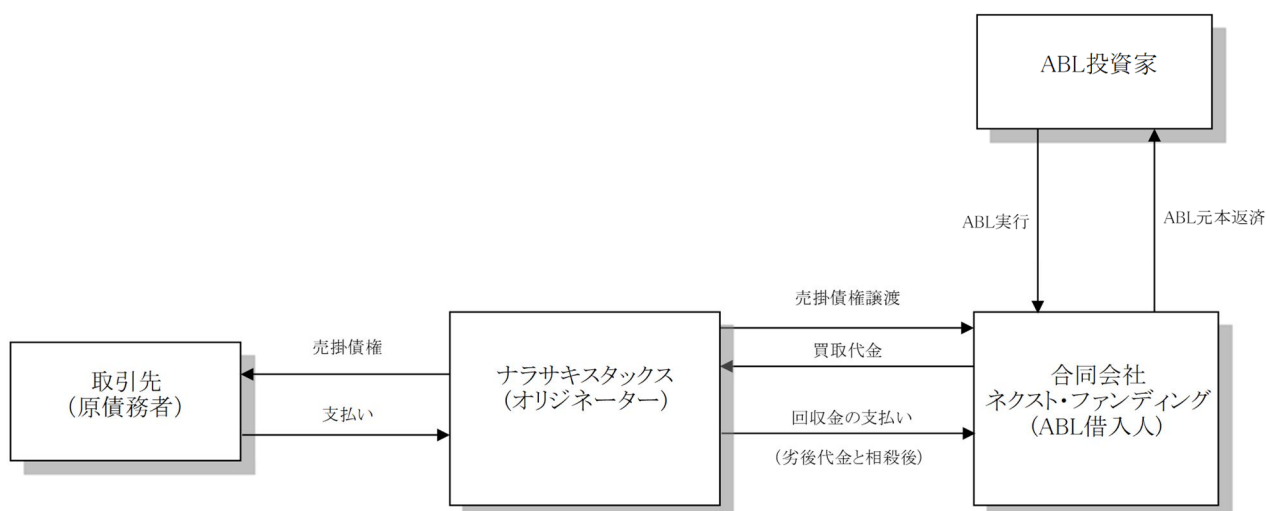 ABL投資家
ABL実行
ABL元本返済
売掛債権譲渡
売掛債権
買取代金
取引先
(原債務者)
ナラサキスタックス
(オリジネーター)
合同会社
ネクスト・ファンディング
(ABL借入人)
支払い
回収金の支払い
(劣後代金と相殺後)